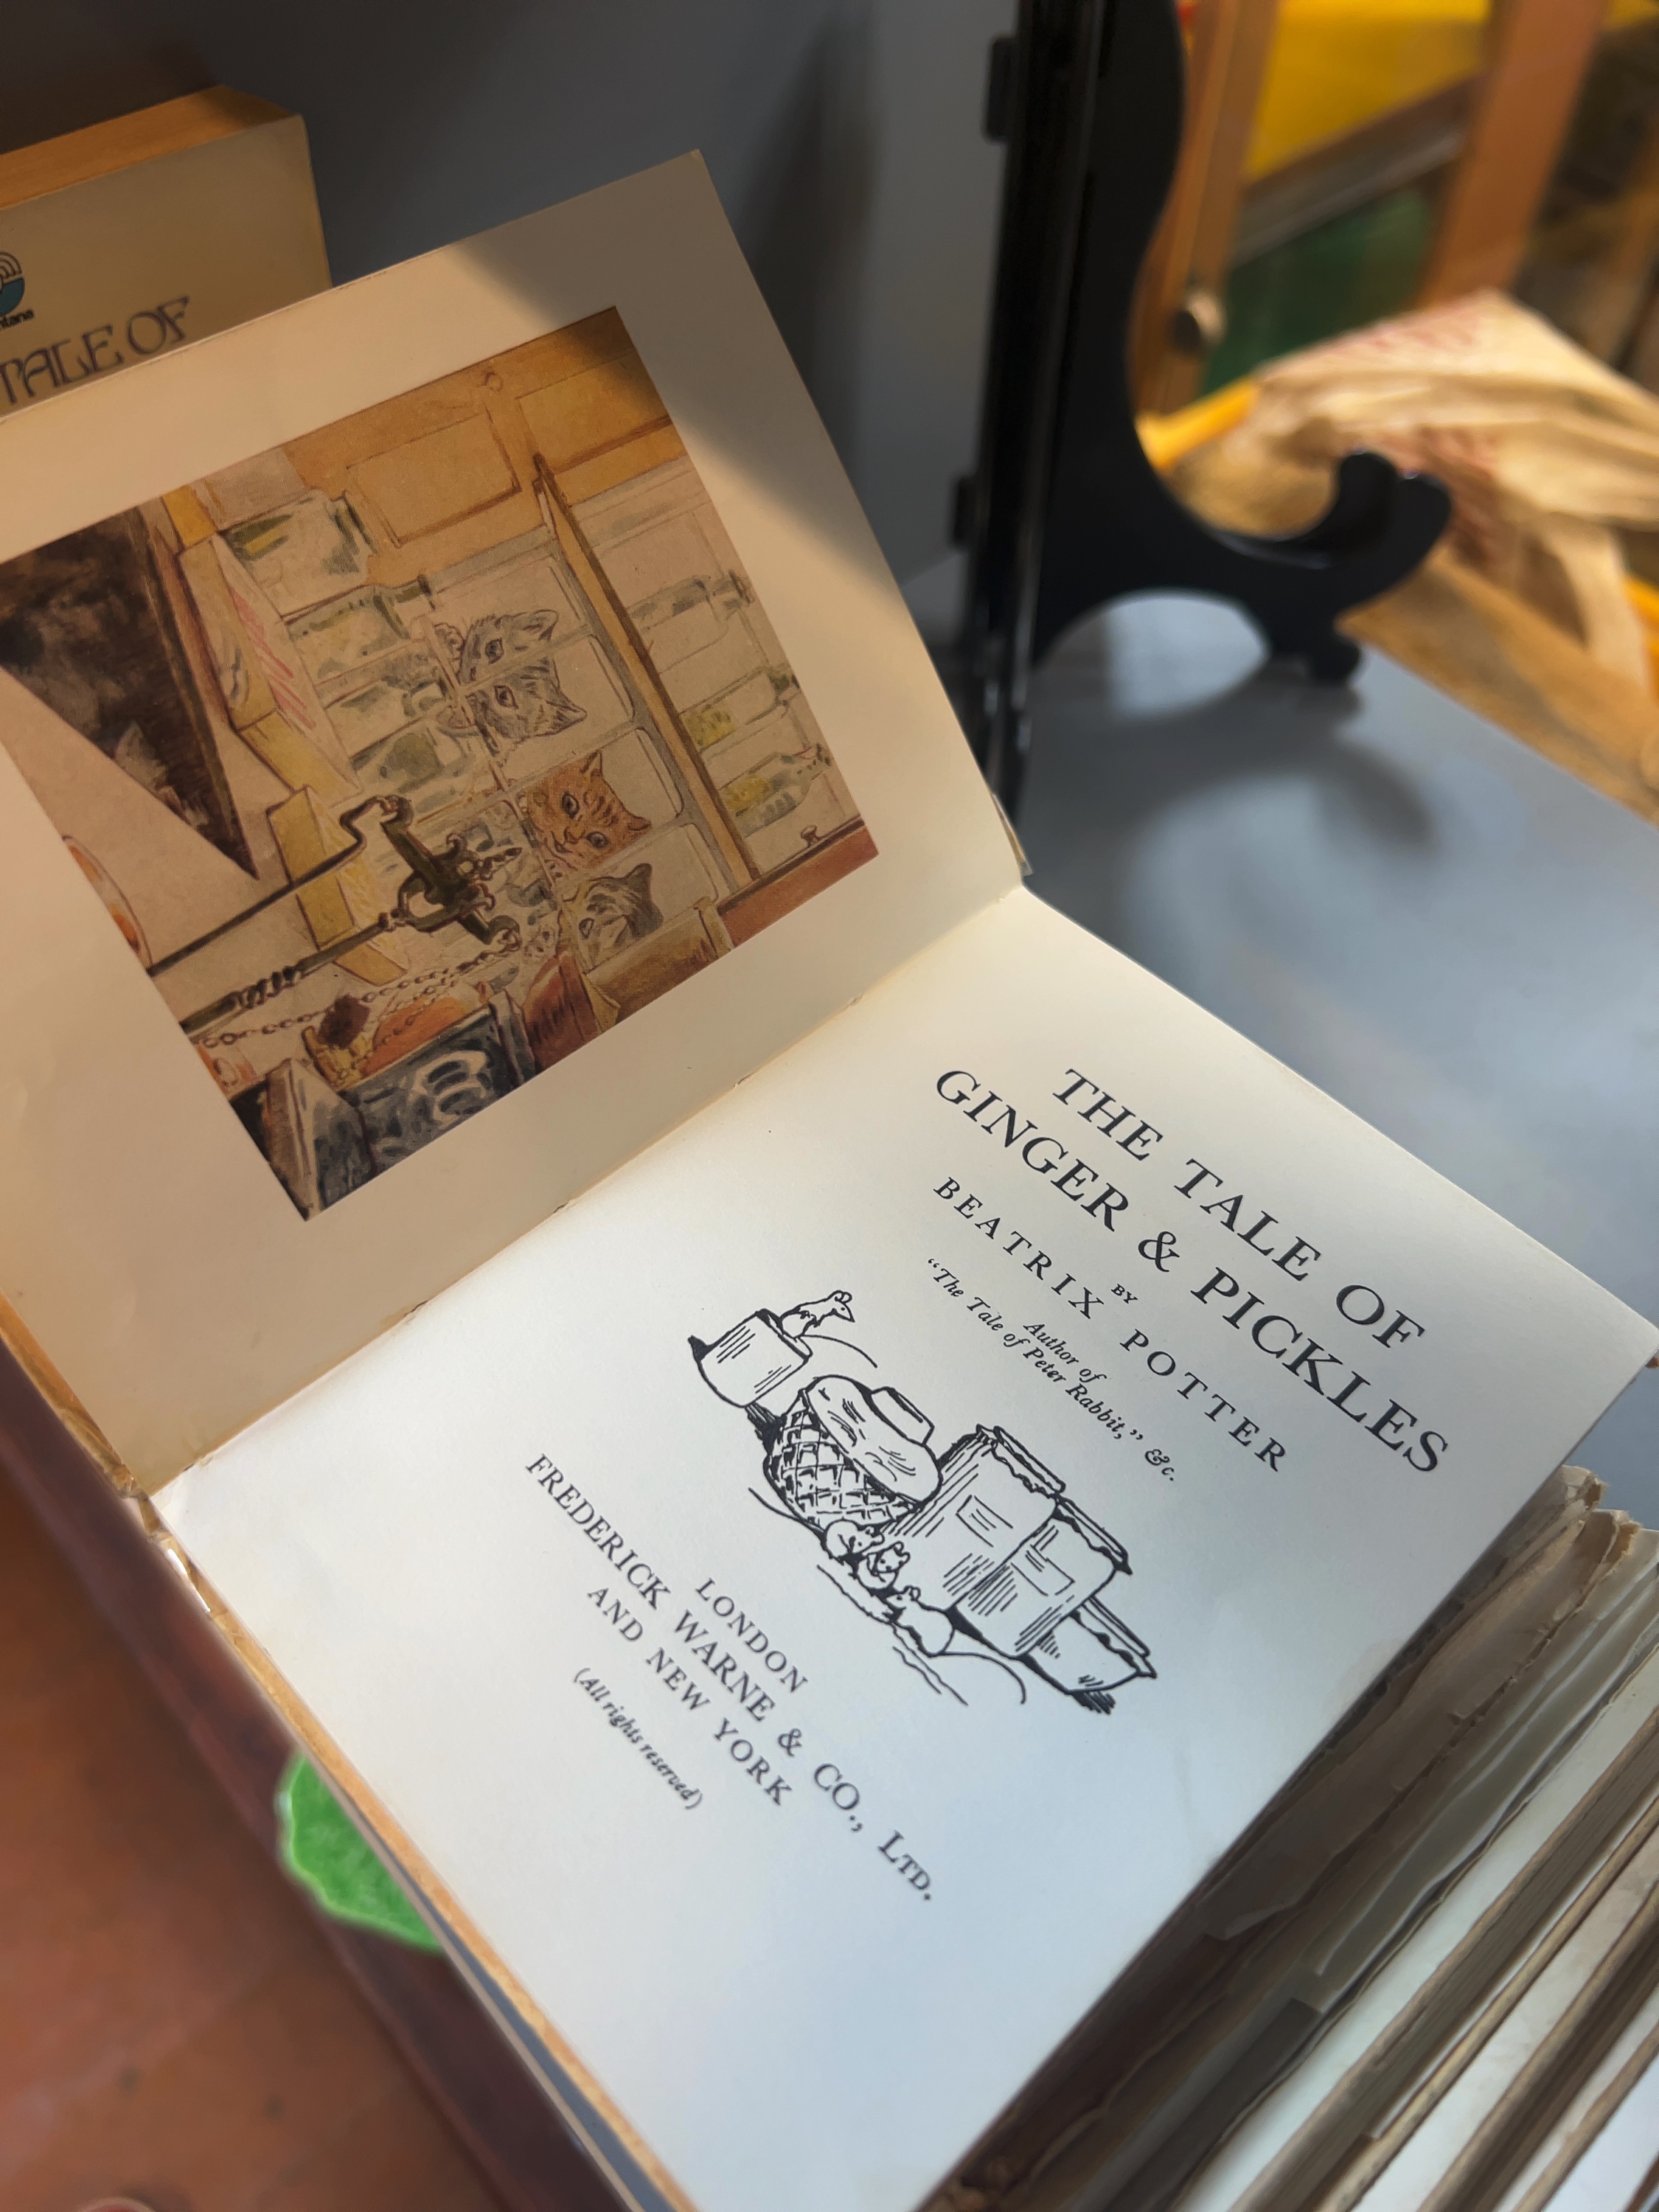 TALE OF
THE TALE OF
GINGER & PICKLES
BY
BEATRIX POTTER
Author of
“The Tale of Peter Rabbit,” &c.
LONDON
FREDERICK WARNE & CO., LTD.
AND NEW YORK
(All rights reserved)